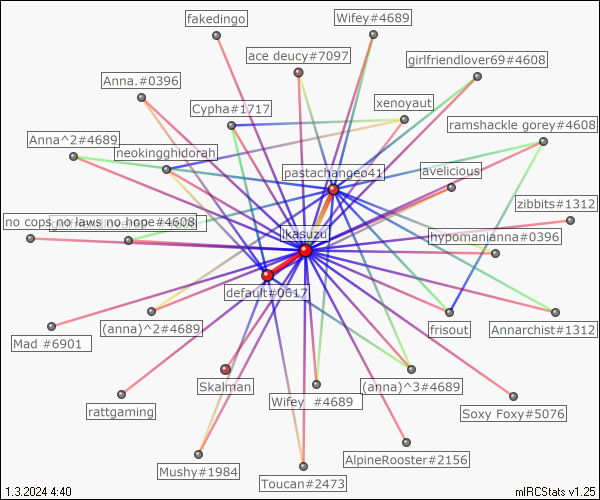 fakedingo
Wifey#4689
ace deucy#7097
girlfriendlover69#4608
Anna.#0396
xenoyaut
Cypha#1717
ramshackle gorey#4608
Anna^2#4689
neokingghidorah
pastachangeo41
avelicious
zibbits#1312
no cops no laws no hope#4608
ikasuzu
hypomanianna#0396
default#0617
(anna)^2#4689
frisout
Annarchist#1312
Mad #6901
Skalman
(anna)^3#4689
rattgaming
Wifey #4689
Soxy Foxy#5076
Mushy#1984
AlpineRooster#2156
Toucan#2473
1.3.2024 4:40
mIRCStats v1.25